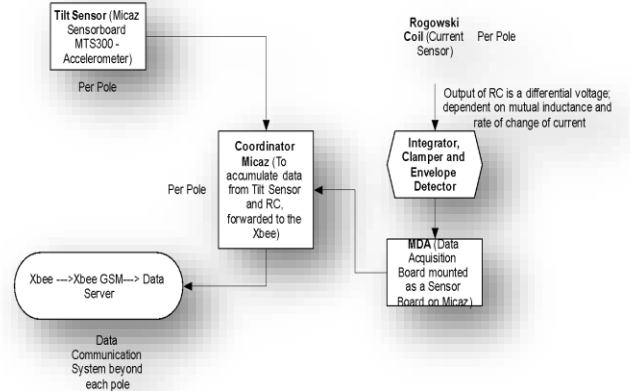 Tilt Sensor (Micaz
Sensorboard
MTS300 -
Accelerometer)
Per Pole
Rogowski
Coil (Current
Sensor)
Per Pole
Output of RC is a differential voltage;
dependent on mutual inductance and
rate of change of current
Integrator,
Clamper and
Envelope
Detector
Coordinator
Micaz (To
accumulate data
from Tilt Sensor
and RC,
forwarded to the
Xbee)
Per Pole
MDA (Data
Acquisition
Board mounted
as a Sensor
Board on Micaz)
Xbee --->Xbee GSM---> Data
Server
Data
Communication
System beyond
each pole